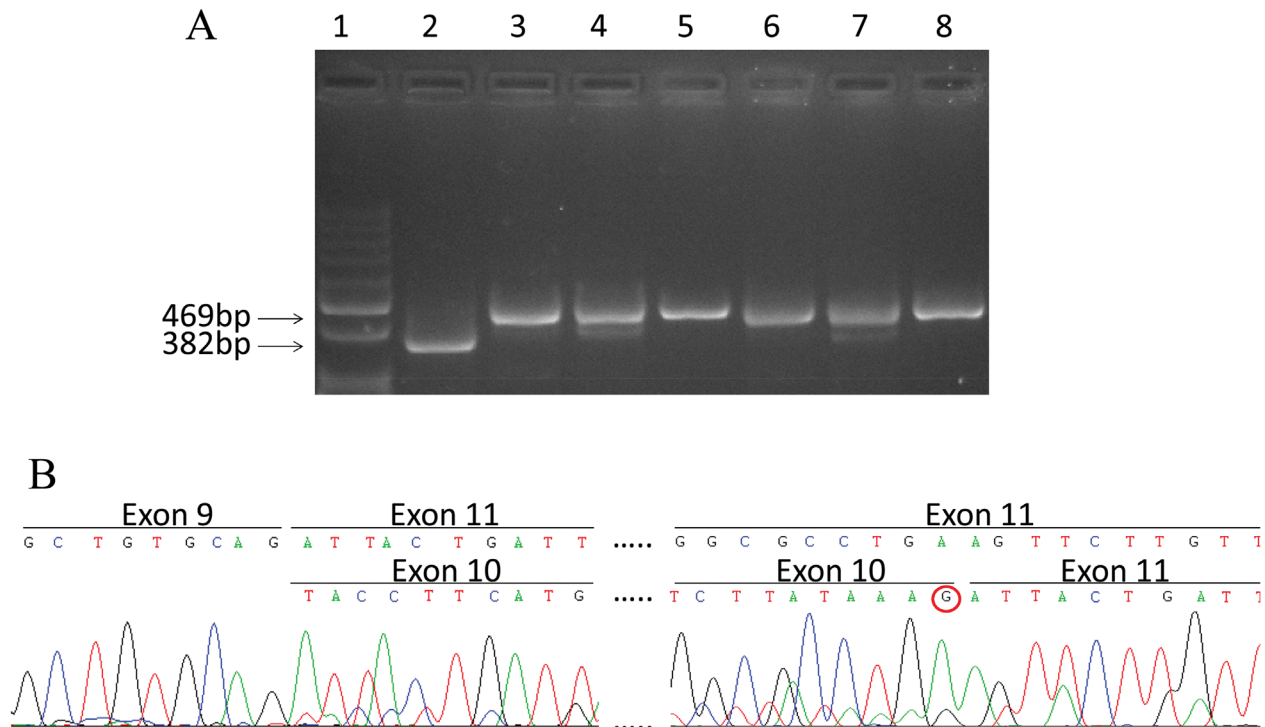 A
1 2 3 4 5 6 7 8
469bp
382bp
B
Exon 9 Exon 11 Exon 11
G C T G T G C A G A T T A C T G A T T ..... G G C G C C T G A A G T T C T T G T T
Exon 10 Exon 10 Exon 11
T A C C T T C A T G ..... T C T T A T A A A G A T T A C T G A T T